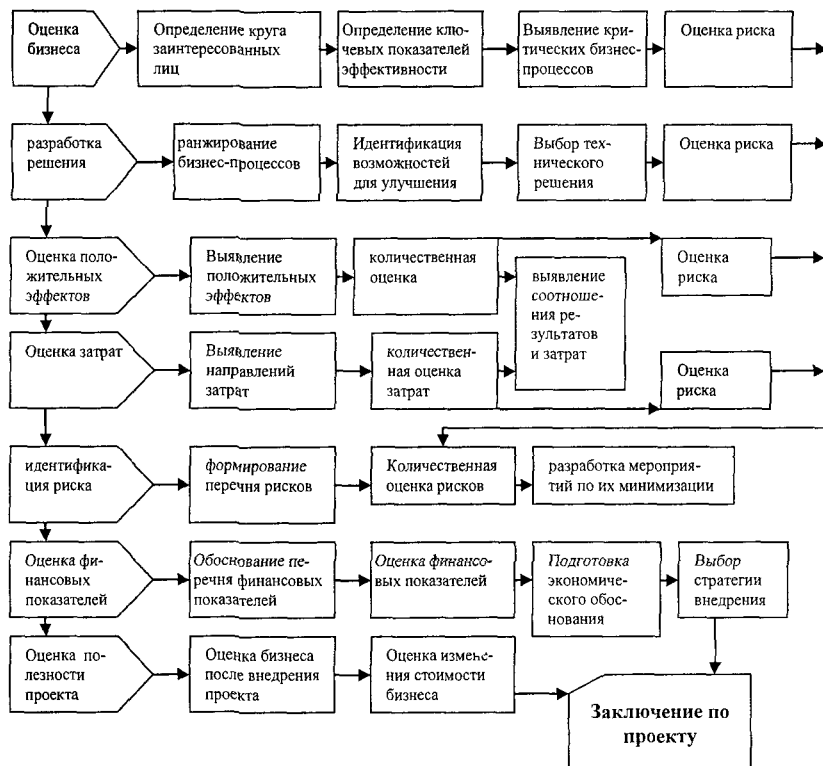 Оценка
бизнеса
Определение круга
заинтересованных
лиц
Определение клю-
чевых показателей
эффективности
Выявление кри-
тических бизнес-
процессов
Оценка риска
разработка
решения
ранжирование
бизнес-процессов
Идентификация
возможностей
для улучшения
Выбор тех-
нического
решения
Оценка риска
Оценка поло-
жительных
эффектов
Выявление
положительных
эффектов
количественная
оценка
выявление
соотноше-
ния ре-
зультатов
и затрат
Оценка
риска
Оценка затрат
Выявление
направлений
затрат
количествен-
ная оценка
затрат
Оценка
риска
идентифика-
ция риска
формирование
перечня рисков
Количественная
оценка рисков
разработка мероприя-
тий по их минимизации
Оценка фи-
нансовых
показателей
Обоснование пе-
речня финансовых
показателей
Оценка финансо-
вых показателей
Подготовка
экономиче-
ского обос-
нования
Выбор
стратегии
внедрения
Оценка по-
лезности
проекта
Оценка бизнеса
после внедрения
проекта
Оценка измене-
ния стоимости
бизнеса
Заключение по
проекту